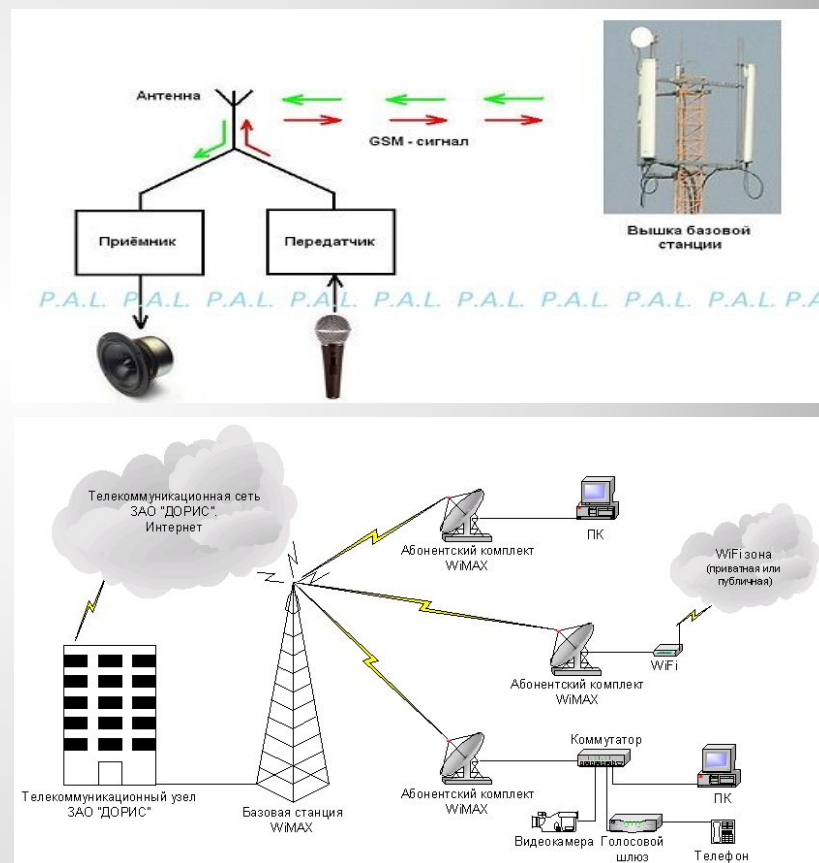 Антенна
GSM - сигнал
Приёмник
Передатчик
Вышка базовой
станции
P.A.L. P.A.L. P.A.L. P.A.L. P.A.L. P.A.L. P.A.L. P.A.L. P.A.L. P.A
Телекоммуникационная сеть
ЗАО "ДОРИС".
Интернет
Абонентский комплект
WiMAX
ПК
WiFi зона
(приватная или
публичная)
Абонентский комплект
WiMAX
WiFi
Телекоммуникационный узел
ЗАО "ДОРИС"
Базовая станция
WiMAX
Абонентский комплект
WiMAX
Коммутатор
ПК
Видеокамера
Голосовой
шлюз
Телефон